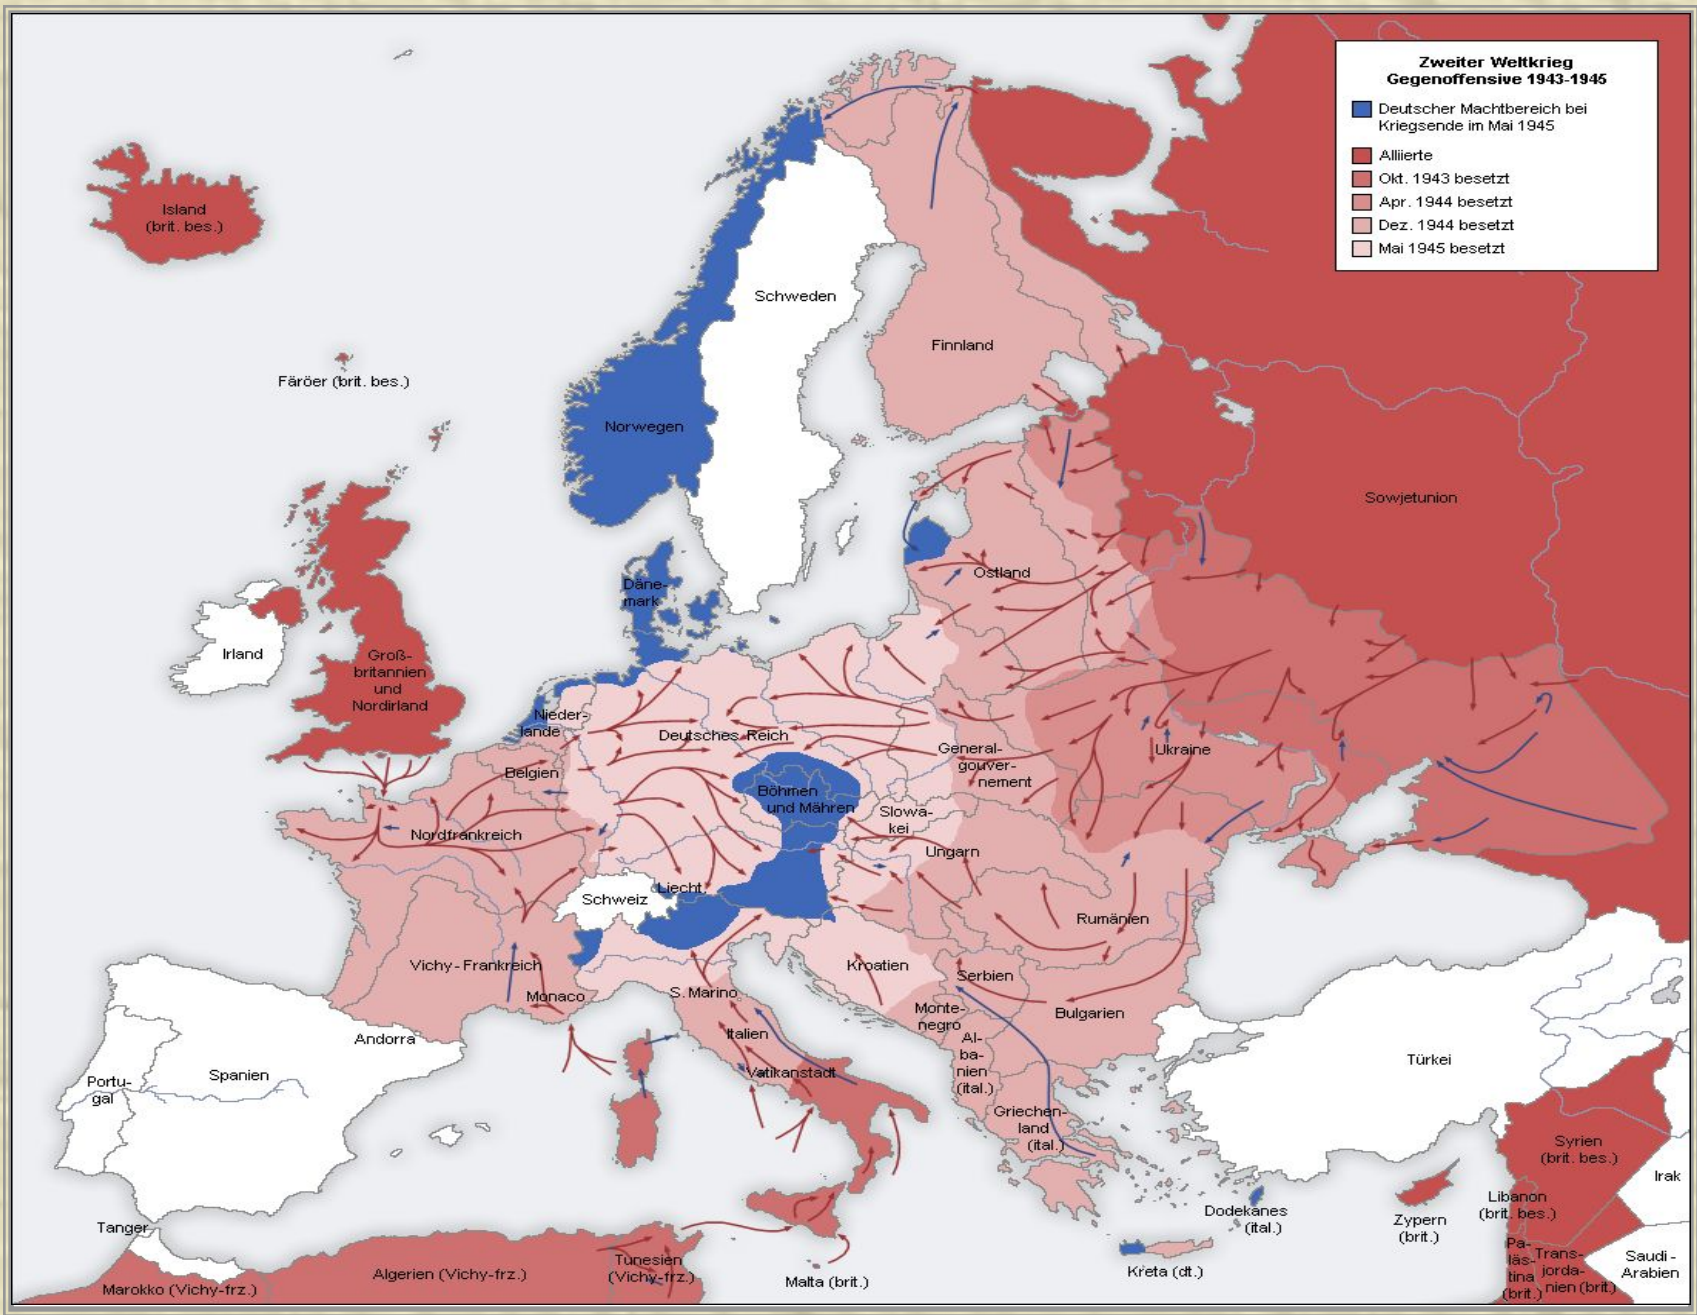 Zweiter Weltkrieg
Gegenoffensive 1943-1945
Deutscher Machtbereich bei
Kriegsende im Mai 1945
Alliierte
Okt. 1943 besetzt
Apr. 1944 besetzt
Dez. 1944 besetzt
Mai 1945 besetzt
Island
(brit. bes.)
Schweden
Finnland
Färöer (brit. bes.)
Norwegen
Sowjetunion
Däne-
mark
Ostland
Irland
Groß-
britannien
und
Nordirland
Nieder-
lande
Deutsches Reich
General-
gouver-
nement
Ukraine
Belgien
Böhmen
und Mähren
Slowa-
kei
Nordfrankreich
Ungarn
Liecht.
Schweiz
Rumänien
Vichy-Frankreich
Kroatien
Serbien
Monaco
S. Marino
Monte-
negro
Bulgarien
Andorra
Italien
Al-
ba-
nien
(ital.)
Türkei
Vatikanstadt
Spanien
Portu-
gal
Griechen-
land
(ital.)
Syrien
(brit. bes.)
Irak
Libanon
(brit. bes.)
Dodekanes
(ital.)
Zypern
(brit.)
Tanger
Tunesien
(Vichy-frz.)
Algerien (Vichy-frz.)
Marokko (Vichy-frz.)
Malta (brit.)
Kreta (dt.)
Pa-
läs-
tina
(brit.)
Trans-
jorda-
nien (brit.)
Saudi-
Arabien